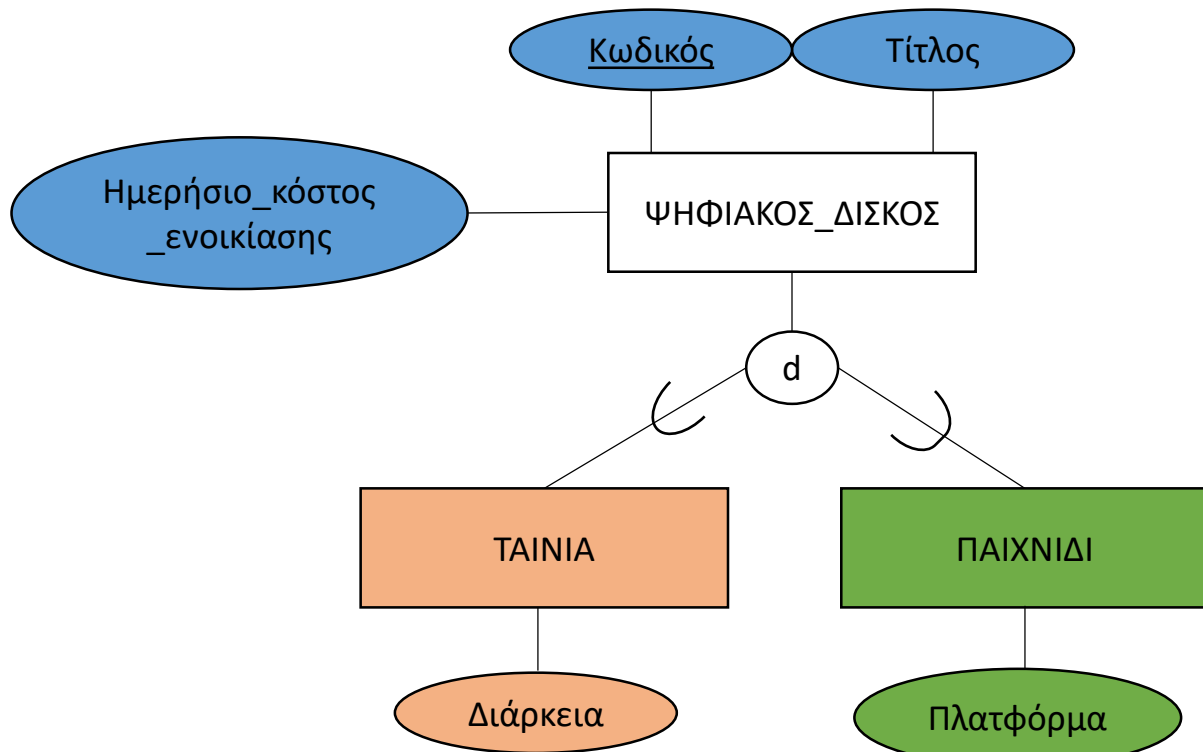 Κωδικός
Τίτλος
Ημερήσιο_κόστος
_ενοικίασης
ΨΗΦΙΑΚΟΣ_ΔΙΣΚΟΣ
d
ΤΑΙΝΙΑ
ΠΑΙΧΝΙΔΙ
Διάρκεια
Πλατφόρμα